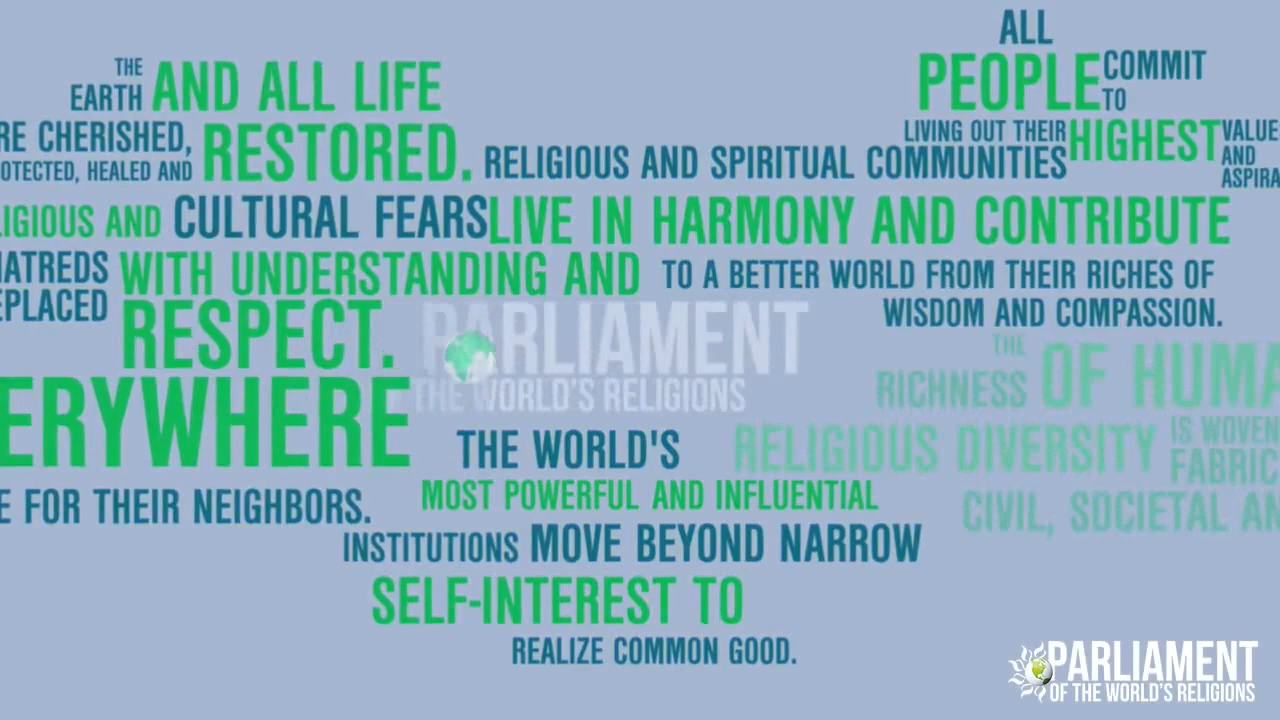 THE
EARTH AND ALL LIFE
RE CHERISHED,
OTECTED, HEALED AND RESTORED.
IGIOUS AND CULTURAL FEARS
HATREDS WITH UNDERSTANDING AND
EPLACED RESPECT.
ERYWHERE
E FOR THEIR NEIGHBORS.
ALL
PEOPLE COMMIT
TO
LIVING OUT THEIR HIGHEST VALUE
AND
ASPIRA
RELIGIOUS AND SPIRITUAL COMMUNITIES
LIVE IN HARMONY AND CONTRIBUTE
TO A BETTER WORLD FROM THEIR RICHES OF
WISDOM AND COMPASSION.
PARLIAMENT
THE WORLD'S RELIGIONS
THE
RICHNESS OF HUMA
RELIGIOUS DIVERSITY IS WOVEN
FABRIC
CIVIL, SOCIETAL AN
THE WORLD'S
MOST POWERFUL AND INFLUENTIAL
INSTITUTIONS MOVE BEYOND NARROW
SELF-INTEREST TO
REALIZE COMMON GOOD.
PARLIAMENT
OF THE WORLD'S RELIGIONS